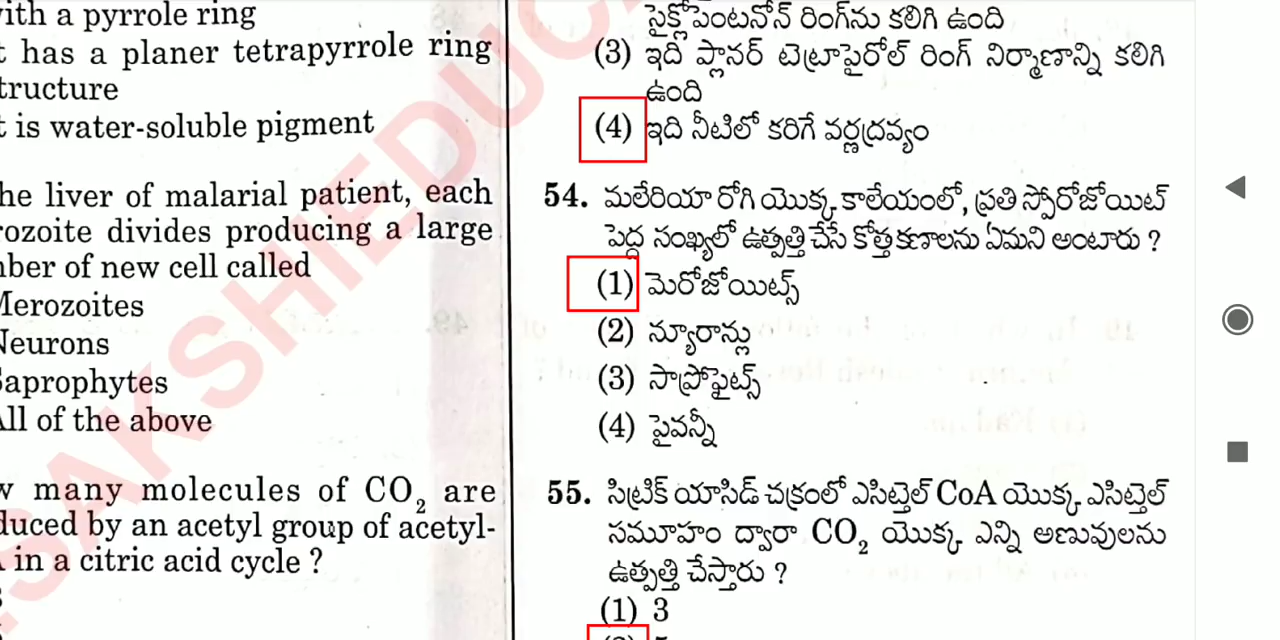 with a pyrrole ring
t has a planer tetrapyrrole ring
tructure
t is water-soluble pigment
he liver of malarial patient, each
rozoite divides producing a large
ber of new cell called
Merozoites
Neurons
Saprophytes
All of the above
w many molecules of CO₂ are
duced by an acetyl group of acetyl-
in a citric acid cycle ?
సైక్లోపెంటనోన్ రింగ్‌ను కలిగి ఉంది
(3) ఇది ప్లానర్ టెట్రాపైరోల్ రింగ్ నిర్మాణాన్ని కలిగి
ఉంది
(4) ఇది నీటిలో కరిగే వర్ణద్రవ్యం
54. మలేరియా రోగి యొక్క కాలేయంలో, ప్రతి స్పోరోజోయిట్
పెద్ద సంఖ్యలో ఉత్పత్తి చేసే కోత్త కణాలను ఏమని అంటారు ?
(1) మెరోజోయిట్స్
(2) న్యూరాన్లు
(3) సాప్రోఫైట్స్
(4) పైవన్నీ
55. సిట్రిక్ యాసిడ్ చక్రంలో ఎసిట్తెల్ CoA యొక్క ఎసిట్తెల్
సమూహం ద్వారా CO₂ యొక్క ఎన్ని అణువులను
ఉత్పత్తి చేస్తారు ?
(1) 3
SAKSHIEDUC